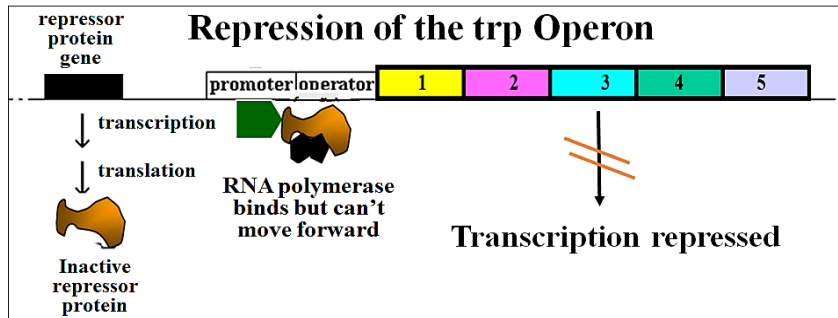 repressor
protein
gene
Repression of the trp Operon
promoter operator
1 2 3 4 5
transcription
translation
RNA polymerase
binds but can't
move forward
Transcription repressed
Inactive
repressor
protein